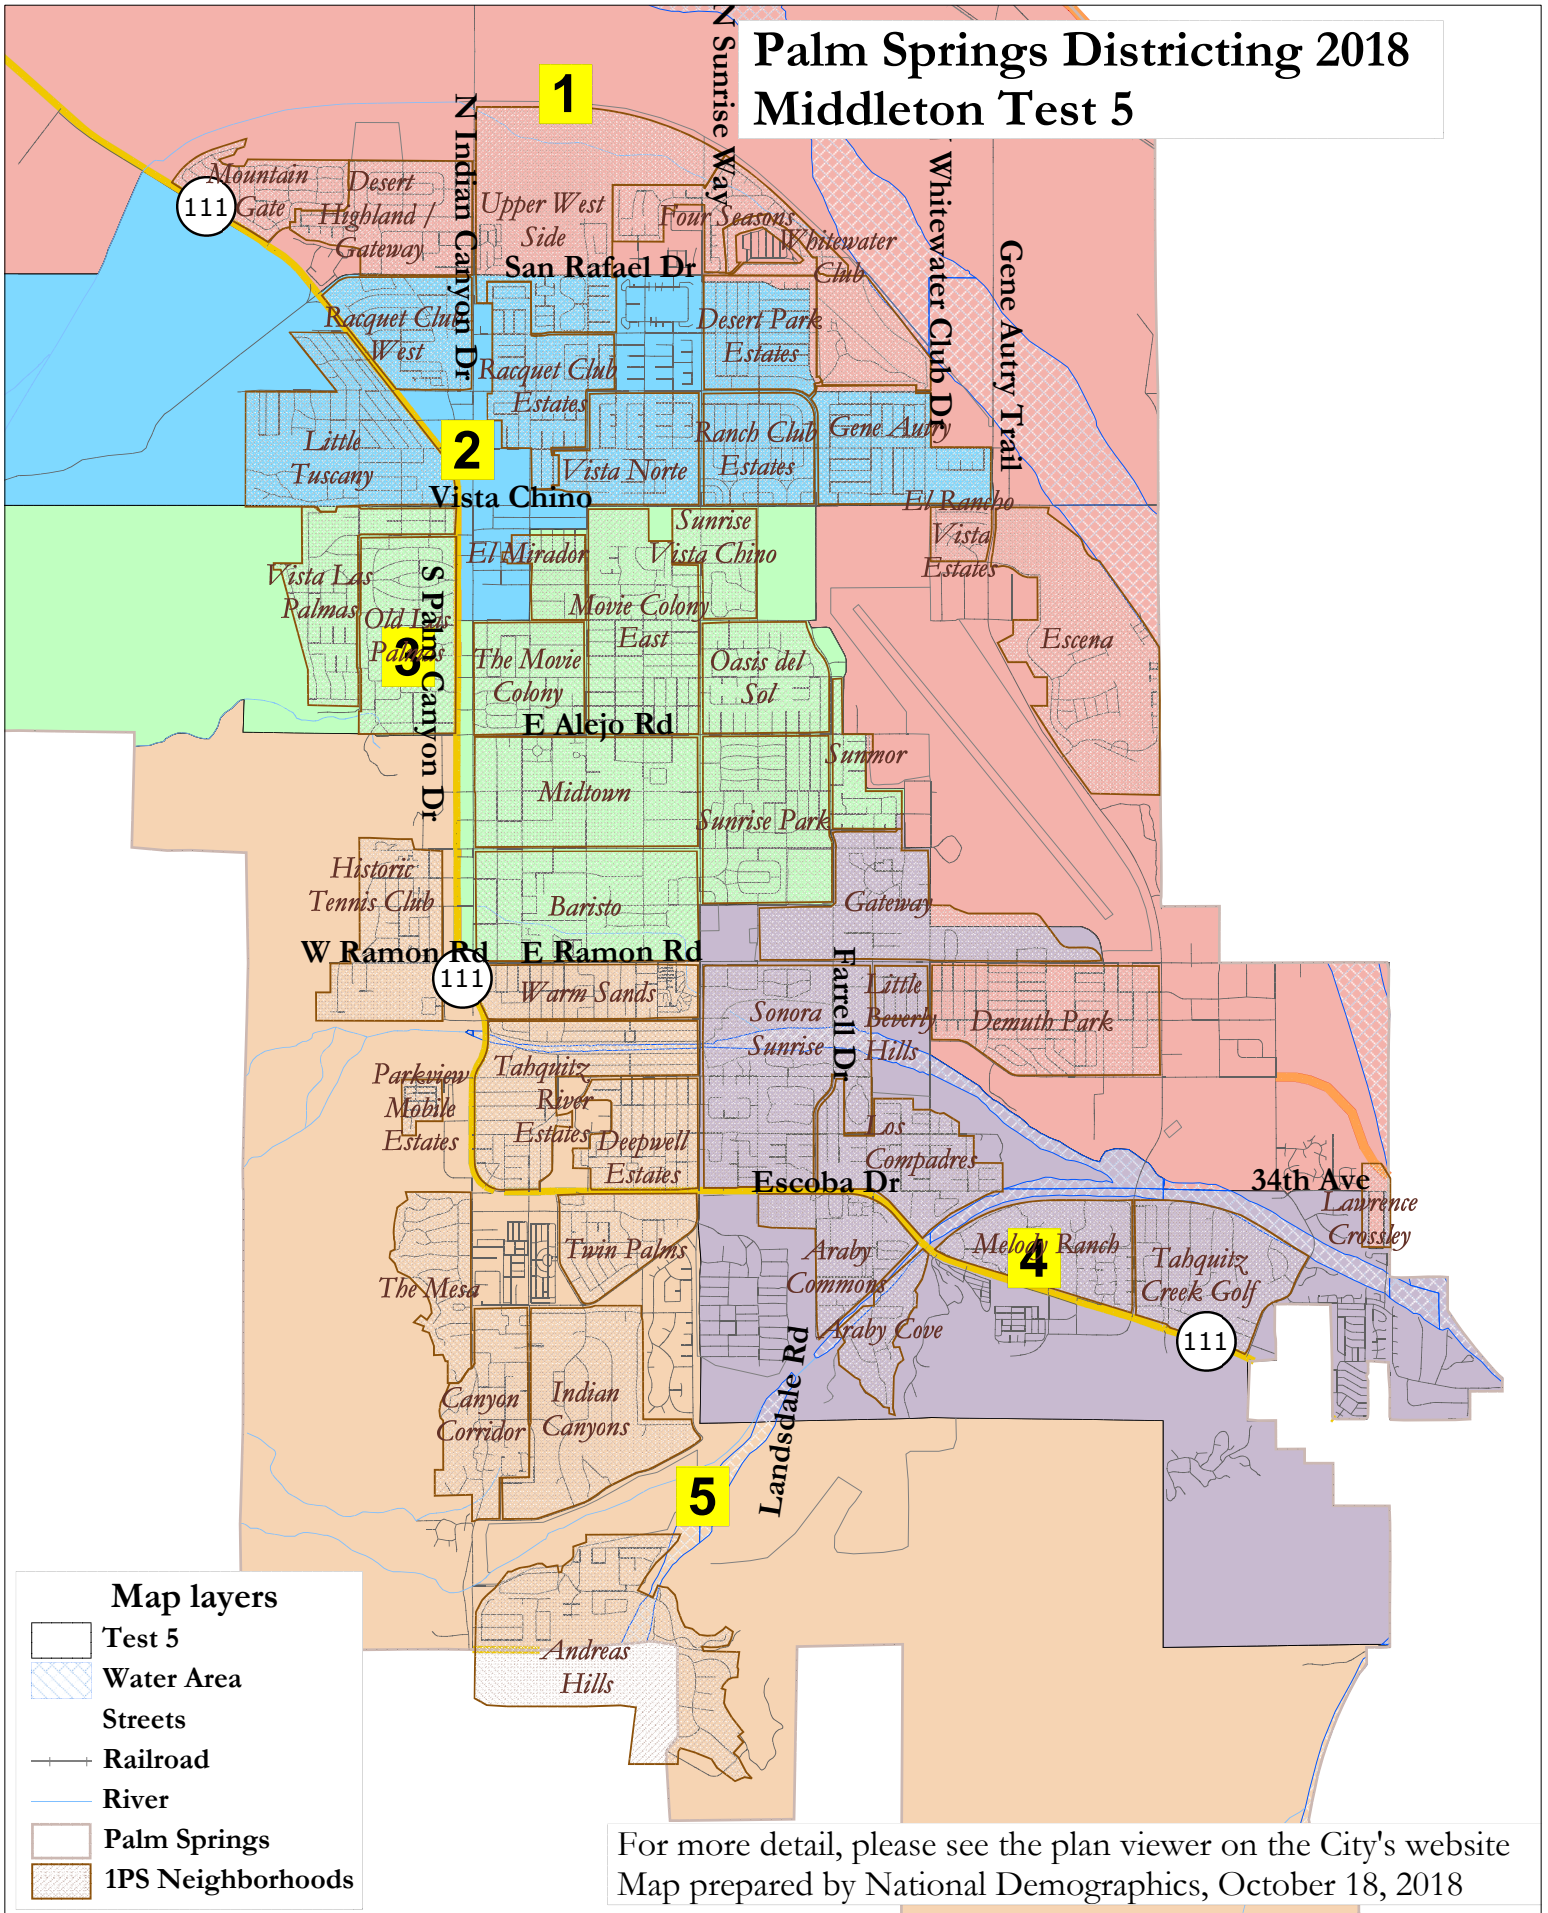 Palm Springs Districting 2018
Middleton Test 5
N Sunrise Way
1
N Indian Canyon Dr
Whitewater Club Dr
Gene Autry Trail
Mountain
Gate
111
Desert
Highland /
Gateway
Upper West
Side
Four Seasons
Whitewater
Club
San Rafael Dr
Racquet Club
West
Racquet Club
Estates
Desert Park
Estates
Little
Tuscany
2
Vista Norte
Ranch Club
Estates
Gene Autry
Vista Chino
El Rancho
Vista
Estates
El Mirador
Sunrise
Vista Chino
Vista Las
Palmas
Old Las
Palmas
3
S Palm Canyon Dr
Movie Colony
East
The Movie
Colony
Oasis del
Sol
Escena
E Alejo Rd
Midtown
Sunmor
Sunrise Park
Historic
Tennis Club
Baristo
Gateway
W Ramon Rd
E Ramon Rd
111
Warm Sands
Sonora
Sunrise
Farrell Dr
Little
Beverly
Hills
Demuth Park
Parkview
Mobile
Estates
Tahquitz
River
Estates
Deepwell
Estates
Los
Compadres
Escoba Dr
34th Ave
Lawrence
Crossley
The Mesa
Twin Palms
Araby
Commons
Melody Ranch
4
Tahquitz
Creek Golf
Araby Cove
111
Landsdale Rd
Canyon
Corridor
Indian
Canyons
5
Andreas
Hills
Map layers
Test 5
Water Area
Streets
Railroad
River
Palm Springs
1PS Neighborhoods
For more detail, please see the plan viewer on the City's website
Map prepared by National Demographics, October 18, 2018